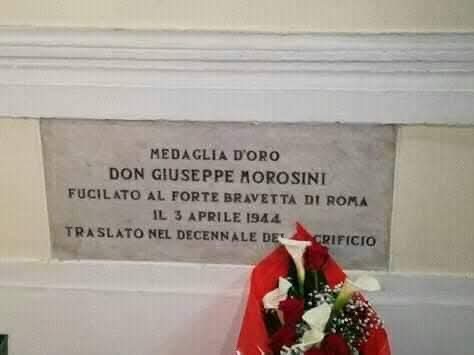 MEDAGLIA D'ORO
DON GIUSEPPE MOROSINI
FUCILATO AL FORTE BRAVETTA DI ROMA
IL 3 APRILE 1944
TRASLATO NEL DECENNALE